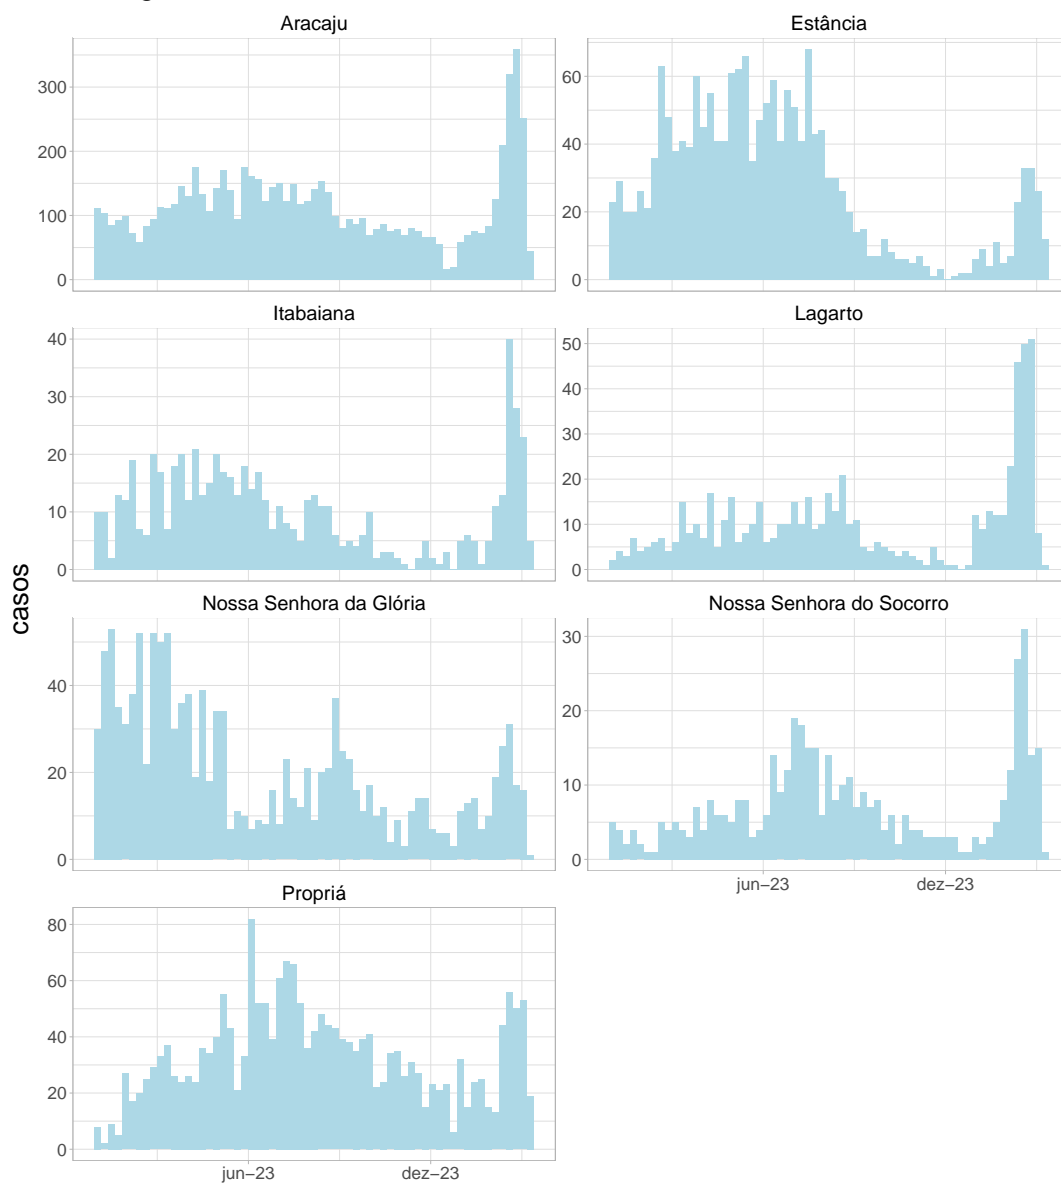 Aracaju
Estância
300
200
100
0
60
40
20
0
Itabaiana
Lagarto
40
30
20
10
0
50
40
30
20
10
0
casos
Nossa Senhora da Glória
Nossa Senhora do Socorro
40
20
0
30
20
10
0
jun–23
dez–23
Propriá
80
60
40
20
0
jun–23
dez–23